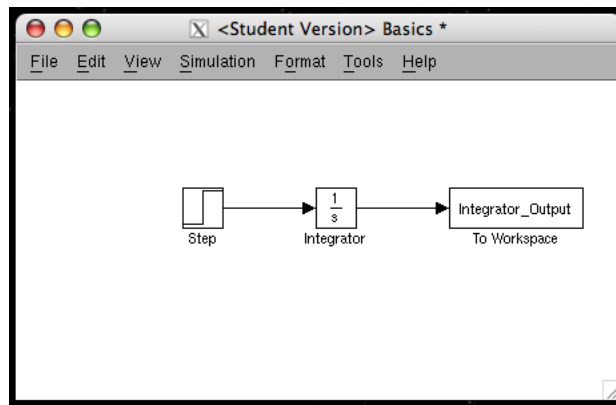 X <Student Version> Basics *
File Edit View Simulation Format Tools Help
1
s
Integrator_Output
Step Integrator To Workspace